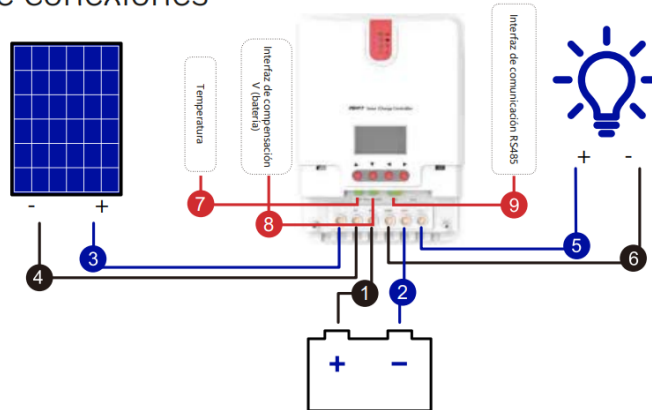 e conexiones
Temperatura
Interfaz de compensación
V (batería)
Interfaz de comunicación RS485
Solar Charge Controller
- +
+ -
7
8
9
3
4
5
6
1
2
+ −